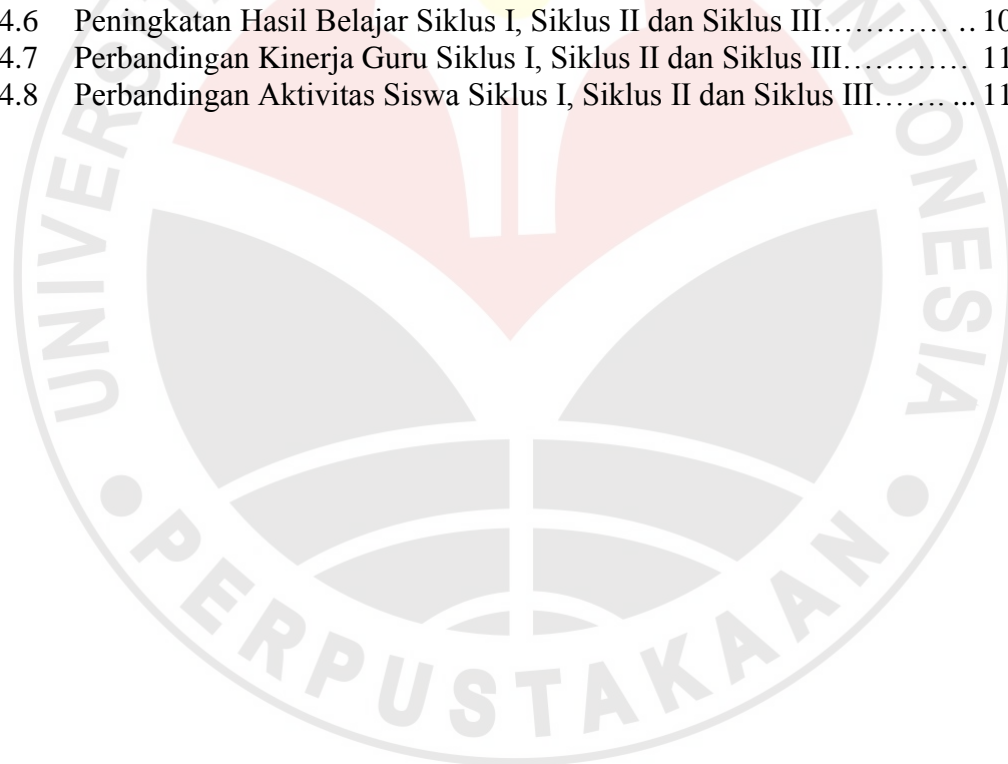 4.6 Peningkatan Hasil Belajar Siklus I, Siklus II dan Siklus III………… .. 10
4.7 Perbandingan Kinerja Guru Siklus I, Siklus II dan Siklus III………… 11
4.8 Perbandingan Aktivitas Siswa Siklus I, Siklus II dan Siklus III……. ... 11
PERPUSTAKAAN